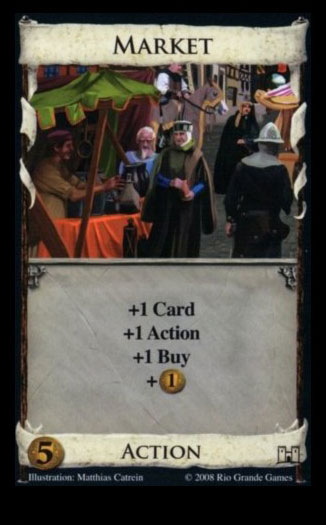 MARKET
+1 Card
+1 Action
+1 Buy
+ 1
5 ACTION
Illustration: Matthias Catrein © 2008 Rio Grande Games